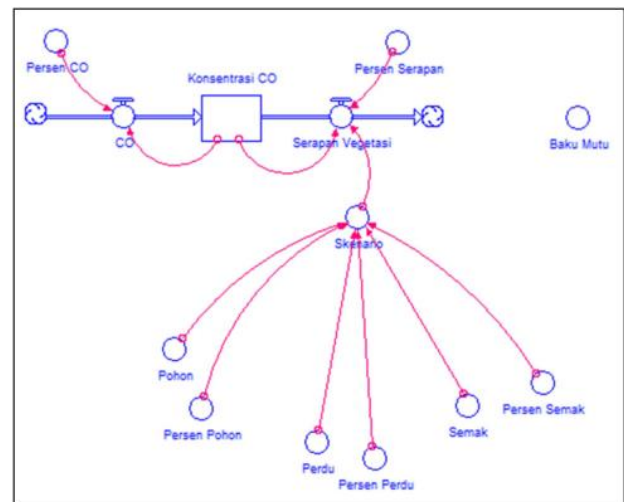 Persen CO
Konsentrasi CO
Persen Serapan
CO
Serapan Vegetasi
Baku Mutu
Skenario
Pohon
Persen Pohon
Perdu
Persen Perdu
Semak
Persen Semak